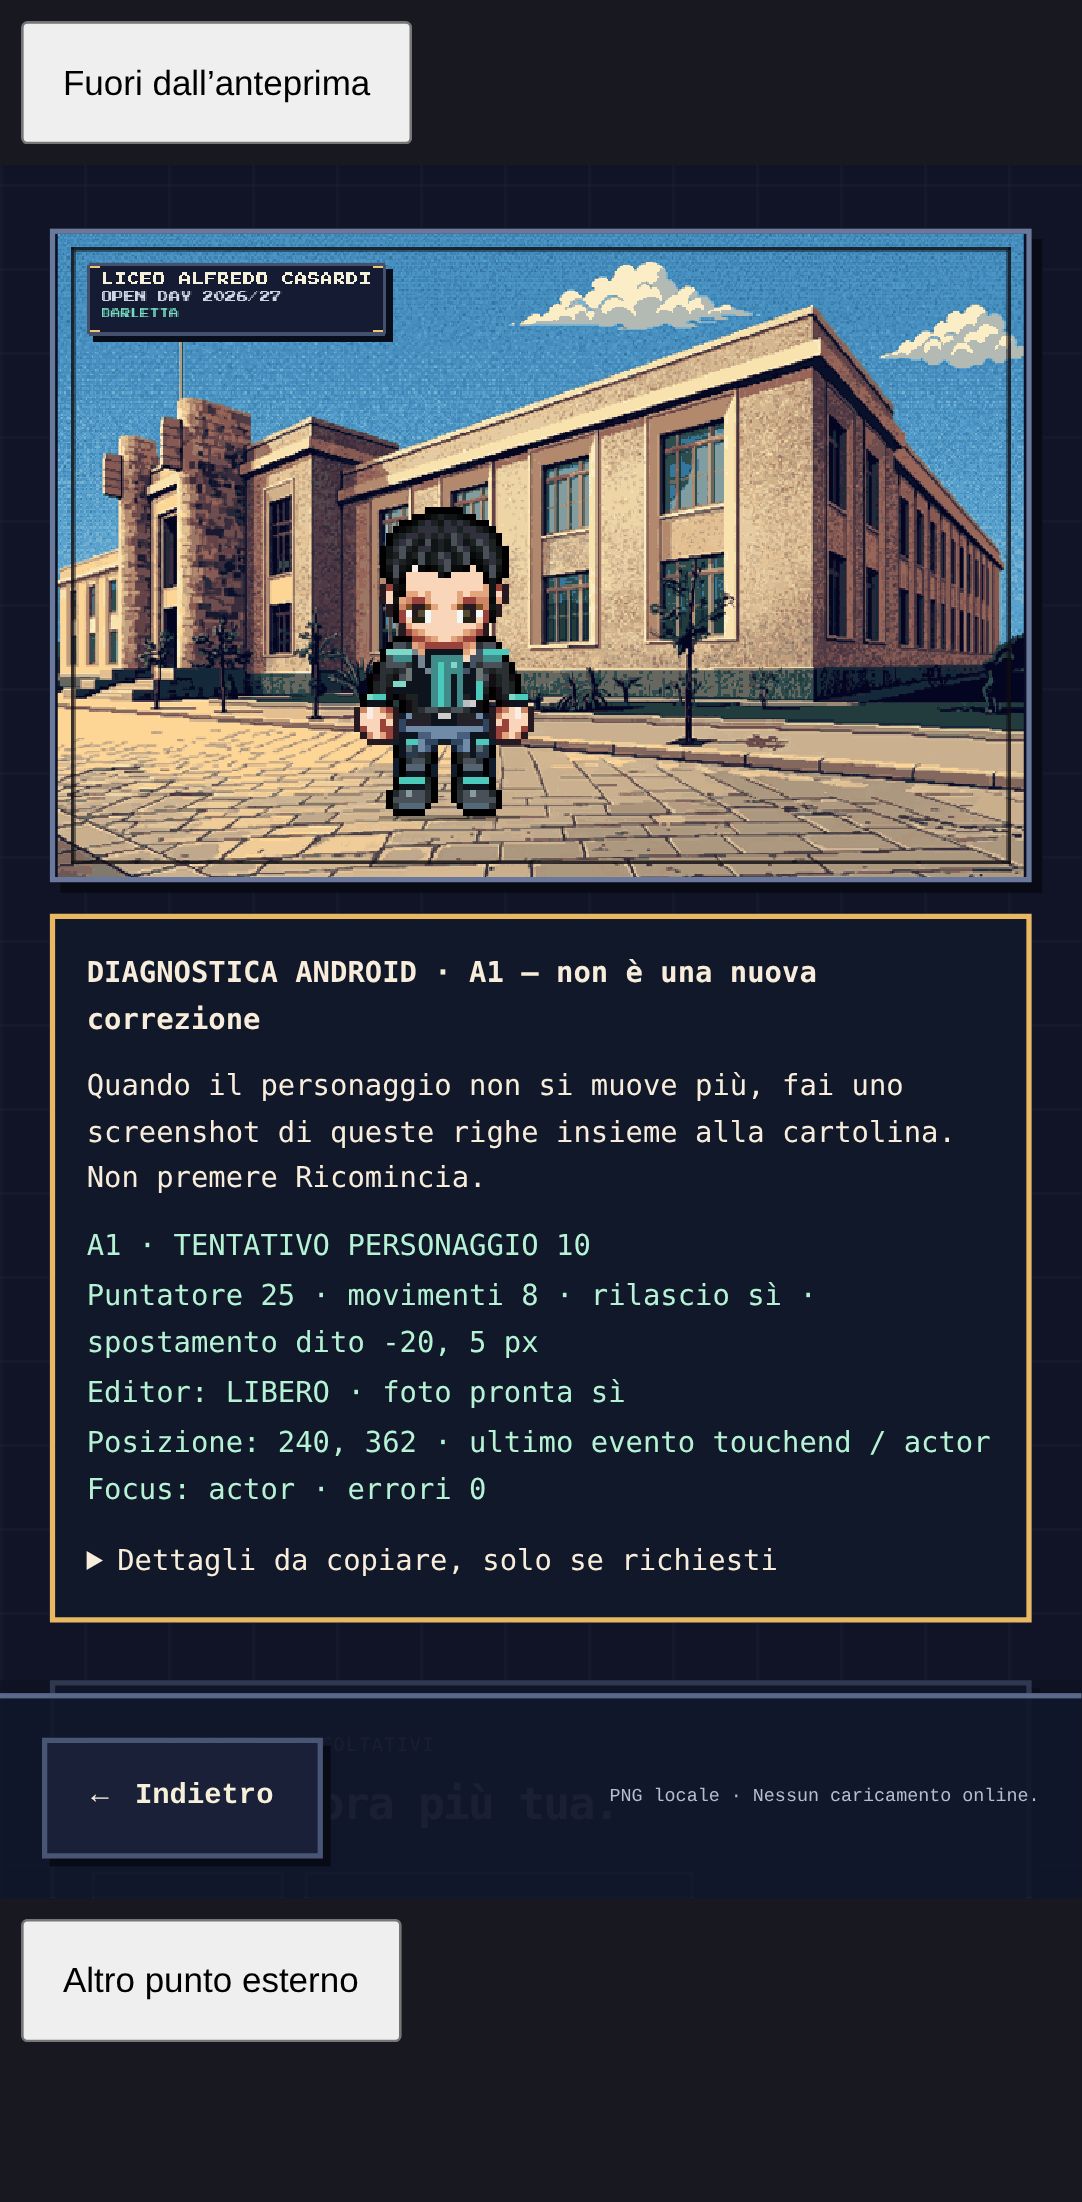 Fuori dall’anteprima
LICEO ALFREDO CASARDI
OPEN DAY 2026/27
BARLETTA
DIAGNOSTICA ANDROID · A1 — non è una nuova
correzione
Quando il personaggio non si muove più, fai uno
screenshot di queste righe insieme alla cartolina.
Non premere Ricomincia.
A1 · TENTATIVO PERSONAGGIO 10
Puntatore 25 · movimenti 8 · rilascio sì ·
spostamento dito -20, 5 px
Editor: LIBERO · foto pronta sì
Posizione: 240, 362 · ultimo evento touchend / actor
Focus: actor · errori 0
▶ Dettagli da copiare, solo se richiesti
OLTATIVI
← Indietro
più tua.
PNG locale · Nessun caricamento online.
Altro punto esterno